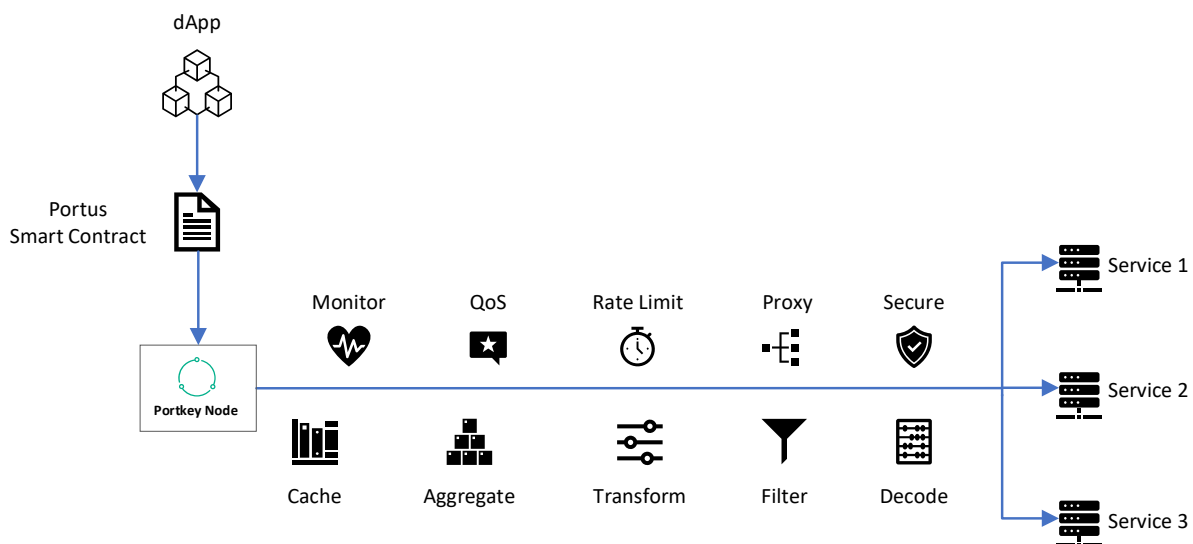 dApp
Portus
Smart Contract
Portkey Node
Monitor
QoS
Rate Limit
Proxy
Secure
Cache
Aggregate
Transform
Filter
Decode
Service 1
Service 2
Service 3